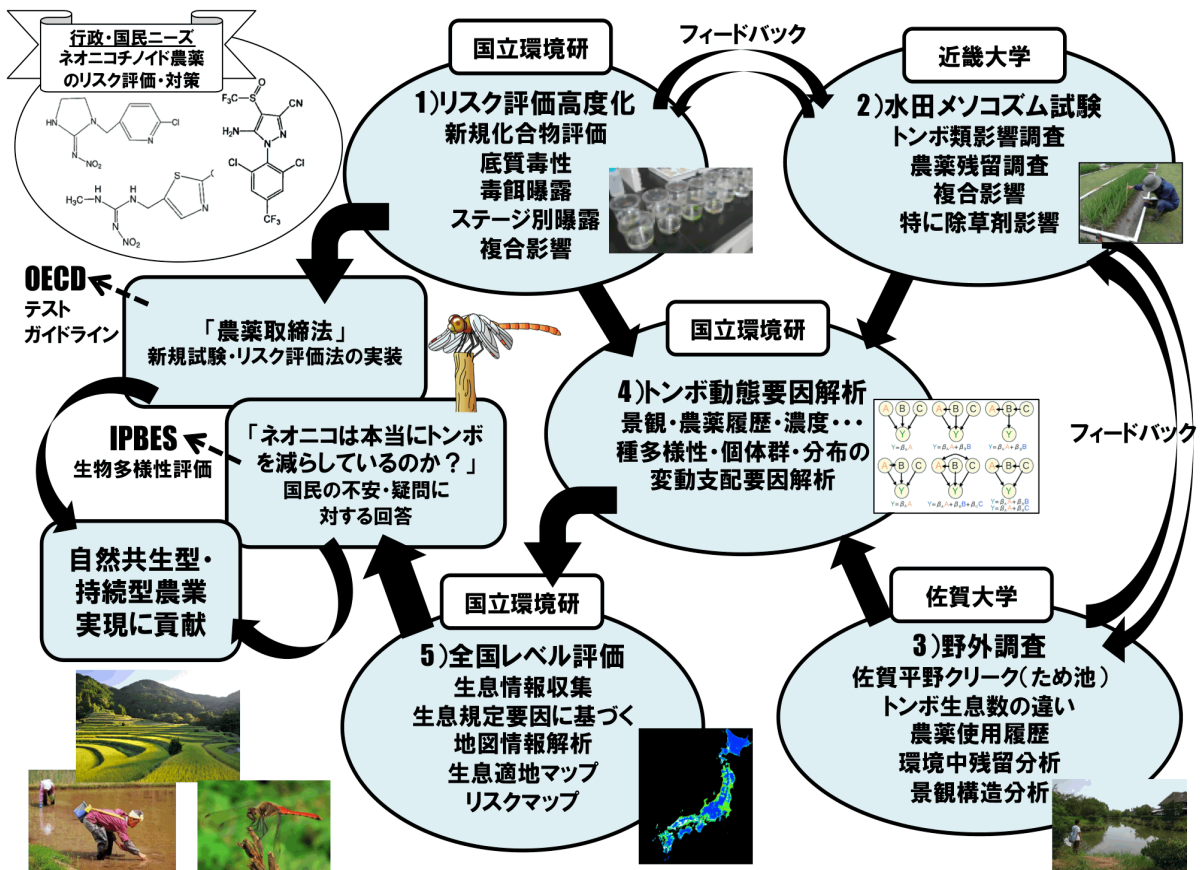 行政・国民ニーズ
ネオニコチノイド農薬
のリスク評価・対策
HN
N
N
Cl
N
NO₂
F₃C
O
S
CN
H₂N
N
N
Cl
Cl
CF₃
H₃C
N
H
N
H
N
NO₂
S
N
国立環境研
1)リスク評価高度化
新規化合物評価
底質毒性
毒餌曝露
ステージ別曝露
複合影響
フィードバック
近畿大学
2)水田メソコズム試験
トンボ類影響調査
農薬残留調査
複合影響
特に除草剤影響
OECD
テスト
ガイドライン
「農薬取締法」
新規試験・リスク評価法の実装
IPBES
生物多様性評価
「ネオニコは本当にトンボ
を減らしているのか?」
国民の不安・疑問に
対する回答
自然共生型・
持続型農業
実現に貢献
国立環境研
4)トンボ動態要因解析
景観・農薬履歴・濃度・・・
種多様性・個体群・分布の
変動支配要因解析
A B C
Y
Y=βₐA
A B C
Y
Y=βₐA+βᵦB
A B C
Y
Y=βₐA+βᵦB
A B C
Y
Y=βₐA
A B C
Y
A B C
Y
フィードバック
国立環境研
5)全国レベル評価
生息情報収集
生息規定要因に基づく
地図情報解析
生息適地マップ
リスクマップ
佐賀大学
3)野外調査
佐賀平野クリーク(ため池)
トンボ生息数の違い
農薬使用履歴
環境中残留分析
景観構造分析